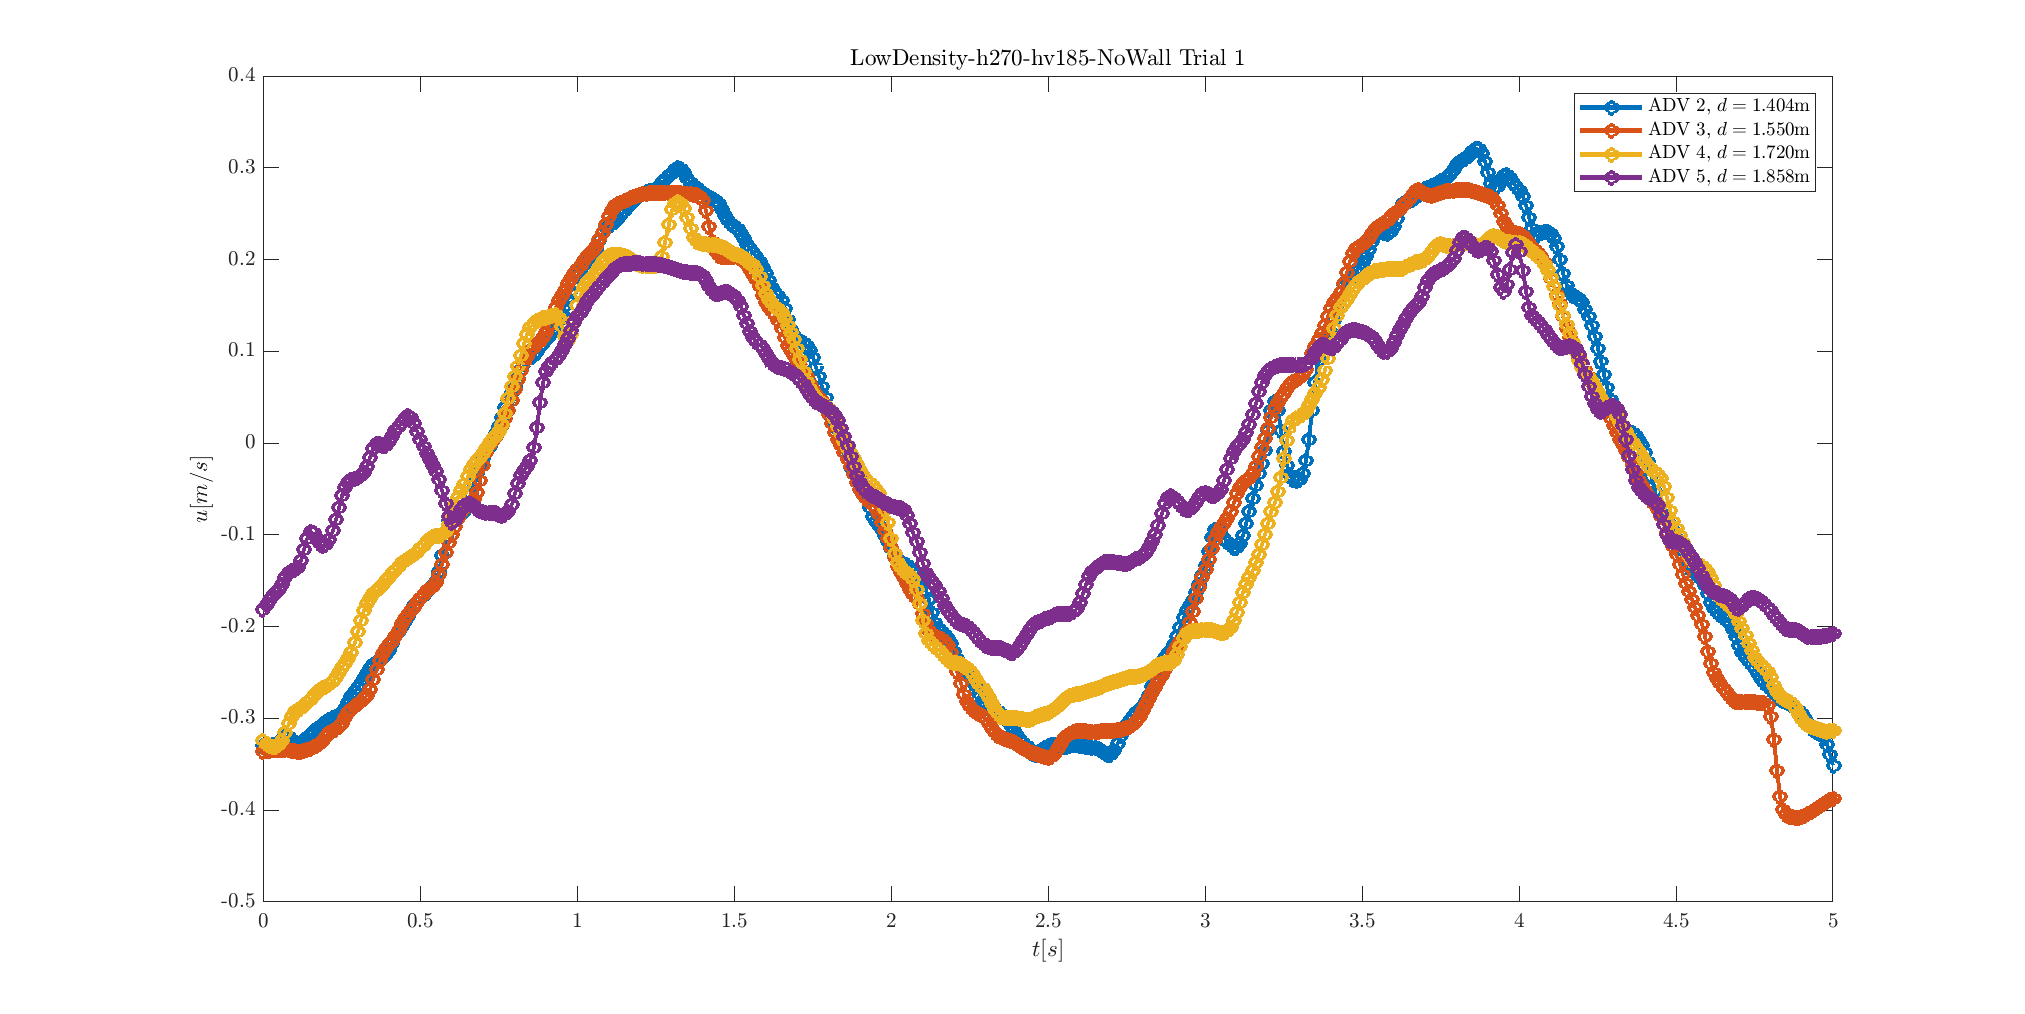 LowDensity-h270-hv185-NoWall Trial 1
0.4
0.3
0.2
0.1
0
-0.1
-0.2
-0.3
-0.4
-0.5
u[m/s]
0 0.5 1 1.5 2 2.5 3 3.5 4 4.5 5
t[s]
ADV 2, d = 1.404m
ADV 3, d = 1.550m
ADV 4, d = 1.720m
ADV 5, d = 1.858m